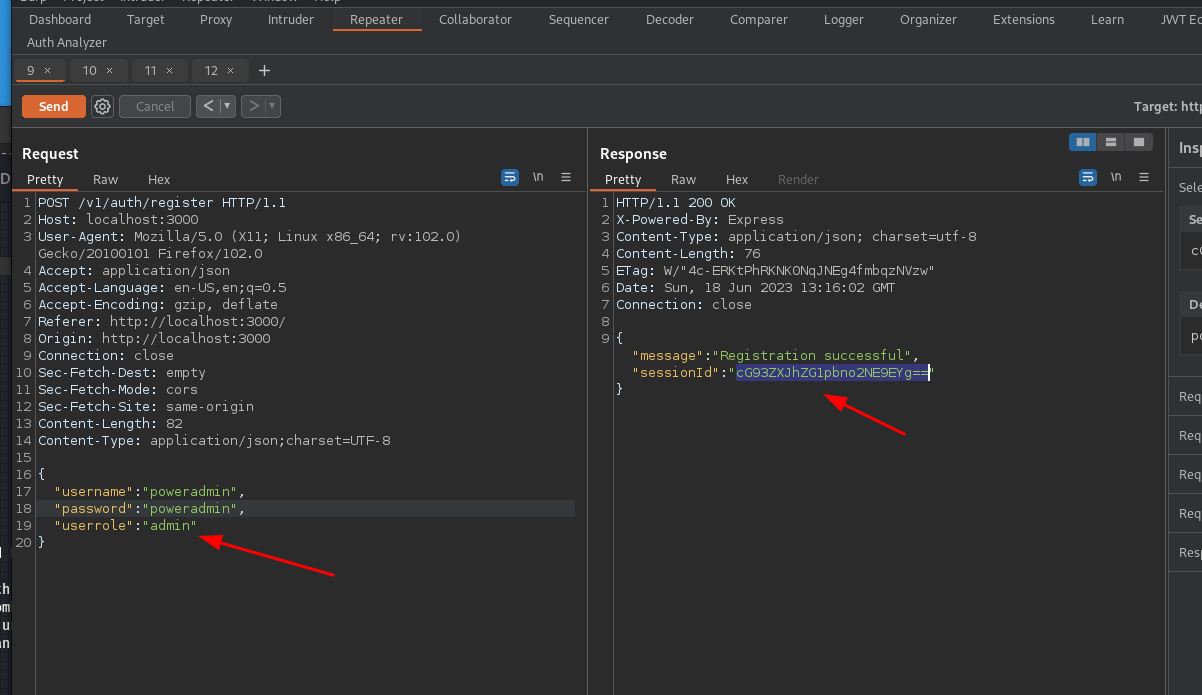 Dashboard Target Proxy Intruder Repeater Collaborator Sequencer Decoder Comparer Logger Organizer Extensions Learn JWT Ed
Auth Analyzer
9 × 10 × 11 × 12 × +
Send Cancel < ▼ > ▼ Target: http
Request
Pretty Raw Hex \n ≡
1 POST /v1/auth/register HTTP/1.1
2 Host: localhost:3000
3 User-Agent: Mozilla/5.0 (X11; Linux x86_64; rv:102.0)
Gecko/20100101 Firefox/102.0
4 Accept: application/json
5 Accept-Language: en-US,en;q=0.5
6 Accept-Encoding: gzip, deflate
7 Referer: http://localhost:3000/
8 Origin: http://localhost:3000
9 Connection: close
10 Sec-Fetch-Dest: empty
11 Sec-Fetch-Mode: cors
12 Sec-Fetch-Site: same-origin
13 Content-Length: 82
14 Content-Type: application/json;charset=UTF-8
15
16 {
17 "username":"poweradmin",
18 "password":"poweradmin",
19 "userrole":"admin"
20 }
Response
Pretty Raw Hex Render \n ≡
1 HTTP/1.1 200 OK
2 X-Powered-By: Express
3 Content-Type: application/json; charset=utf-8
4 Content-Length: 76
5 ETag: W/"4c-ERKtPhRKNKONqJNEg4fmbqzNVzw"
6 Date: Sun, 18 Jun 2023 13:16:02 GMT
7 Connection: close
8
9 {
"message":"Registration successful",
"sessionId":"cG93ZXJhZG1pbno2NE9EYg=="
}
Insp
Sele
Se
c
De
po
Req
Req
Req
Req
Resp